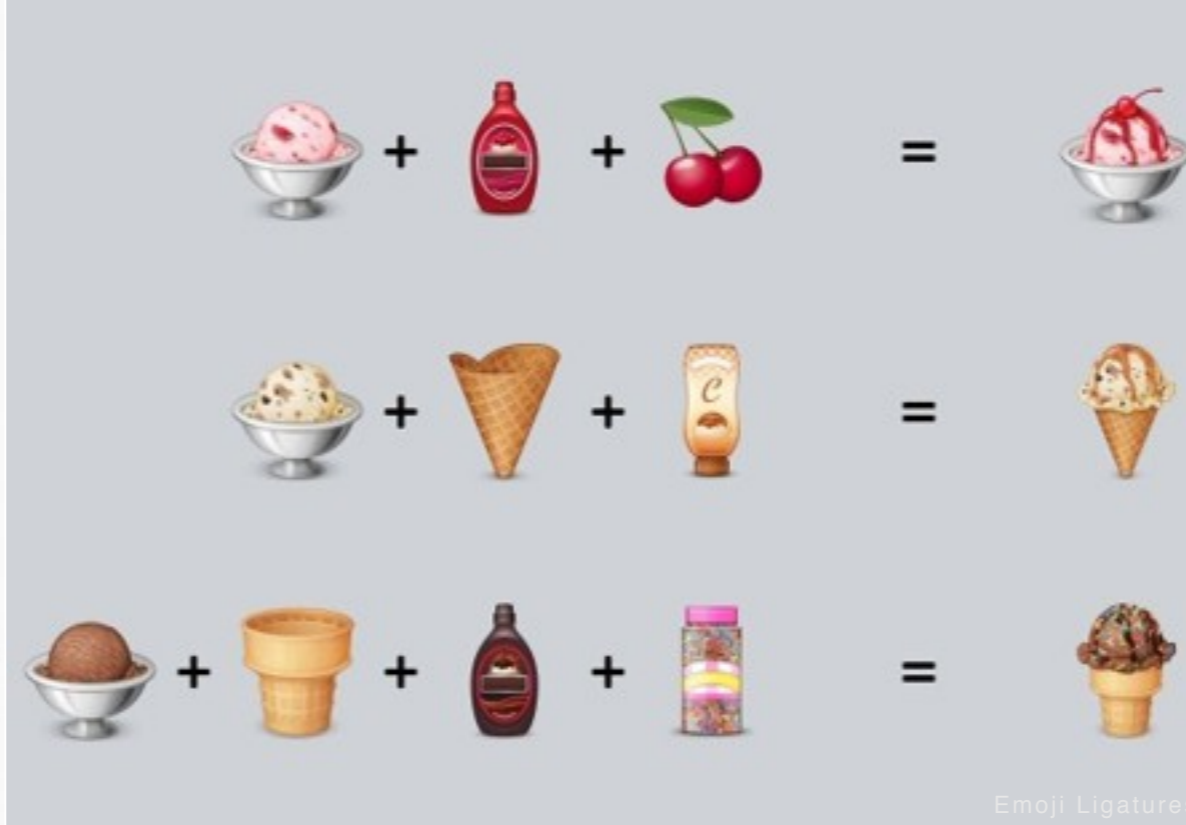 + + =
+ + =
C
+ + + =
Emoji Ligature